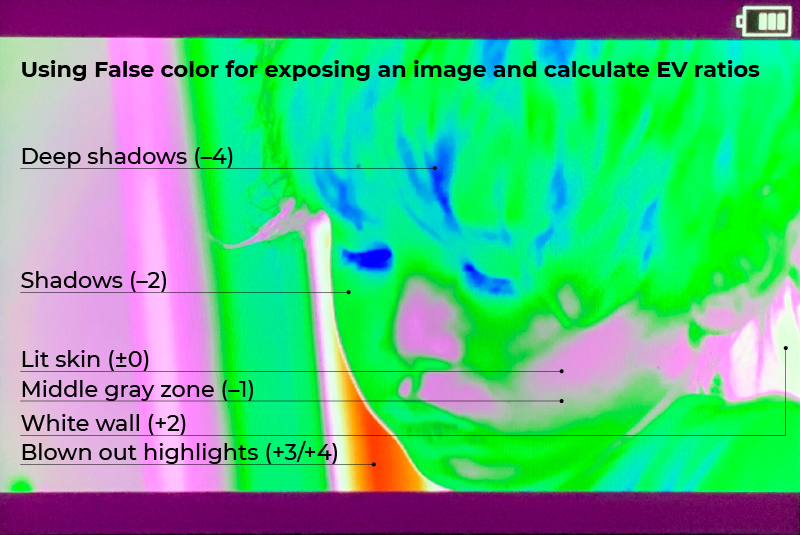 Using False color for exposing an image and calculate EV ratios
Deep shadows (–4)
Shadows (–2)
Lit skin (±0)
Middle gray zone (–1)
White wall (+2)
Blown out highlights (+3/+4)